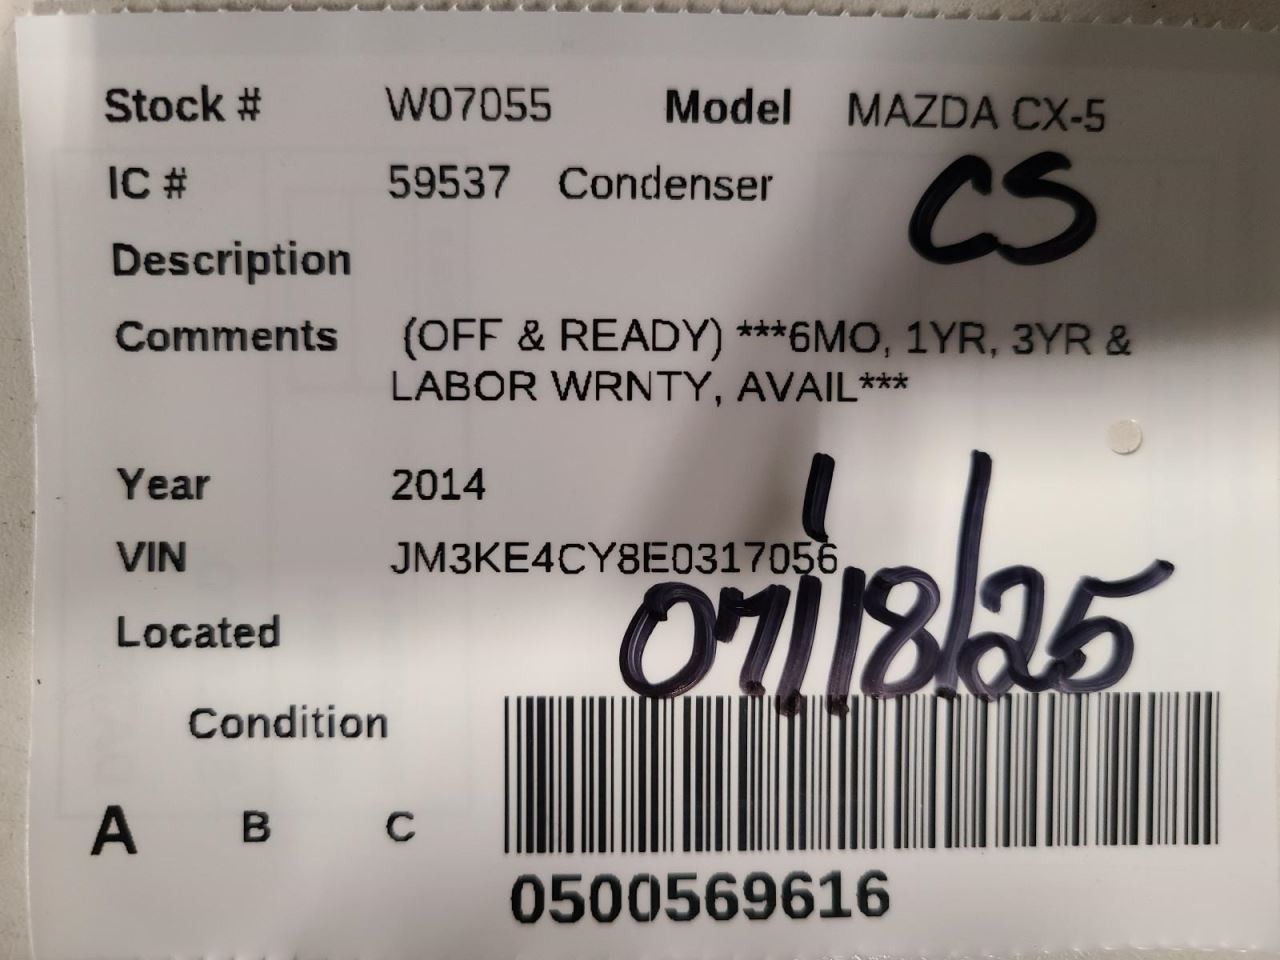 Stock # W07055 Model MAZDA CX-5
IC # 59537 Condenser
CS
Description
Comments (OFF & READY) ***6MO, 1YR, 3YR &
LABOR WRNTY, AVAIL***
Year 2014
VIN JM3KE4CY8E0317056
07/18/25
Located
Condition
A B C
0500569616